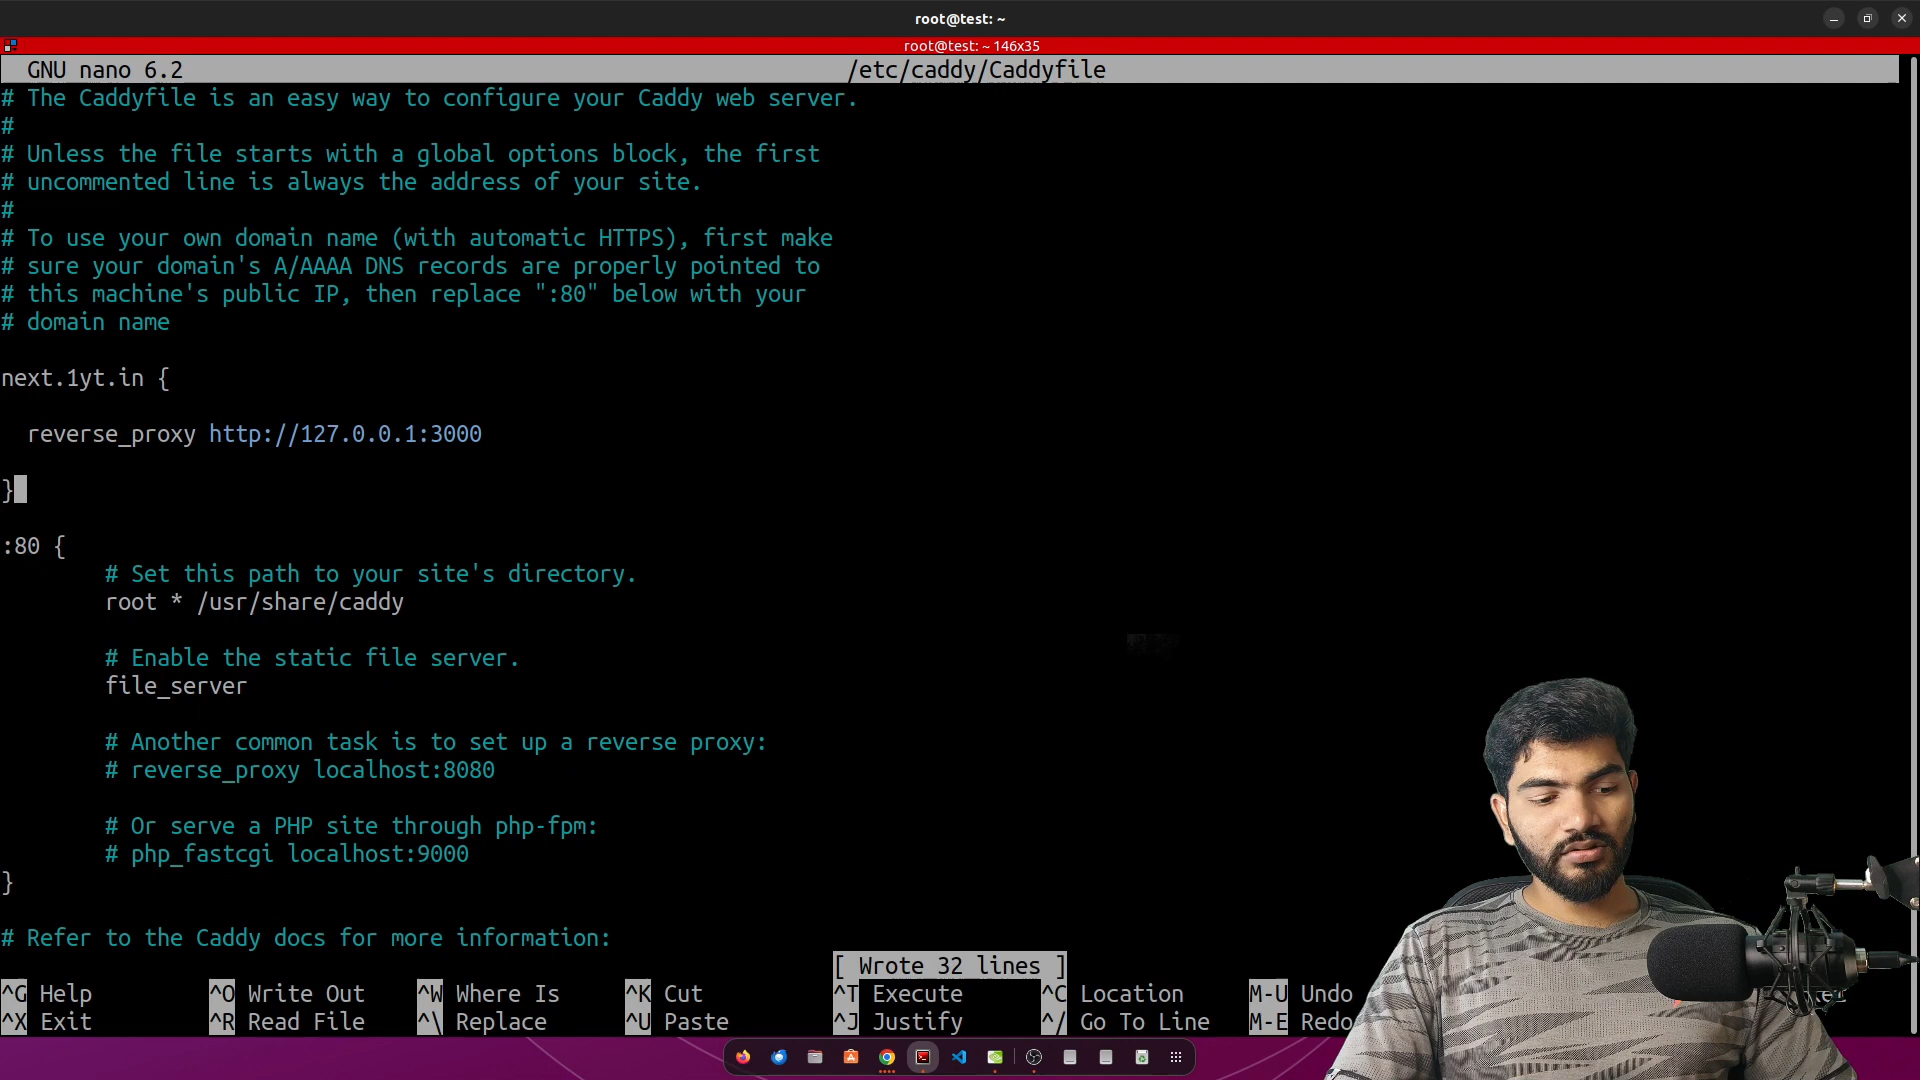 root@test: ~
root@test: ~ 146x35
GNU nano 6.2 /etc/caddy/Caddyfile
# The Caddyfile is an easy way to configure your Caddy web server.
#
# Unless the file starts with a global options block, the first
# uncommented line is always the address of your site.
#
# To use your own domain name (with automatic HTTPS), first make
# sure your domain's A/AAAA DNS records are properly pointed to
# this machine's public IP, then replace ":80" below with your
# domain name
next.1yt.in {
reverse_proxy http://127.0.0.1:3000
}
:80 {
# Set this path to your site's directory.
root * /usr/share/caddy
# Enable the static file server.
file_server
# Another common task is to set up a reverse proxy:
# reverse_proxy localhost:8080
# Or serve a PHP site through php-fpm:
# php_fastcgi localhost:9000
}
# Refer to the Caddy docs for more information:
[ Wrote 32 lines ]
^G Help ^O Write Out ^W Where Is ^K Cut ^T Execute ^C Location M-U Undo
^X Exit ^R Read File ^\ Replace ^U Paste ^J Justify ^/ Go To Line M-E Redo